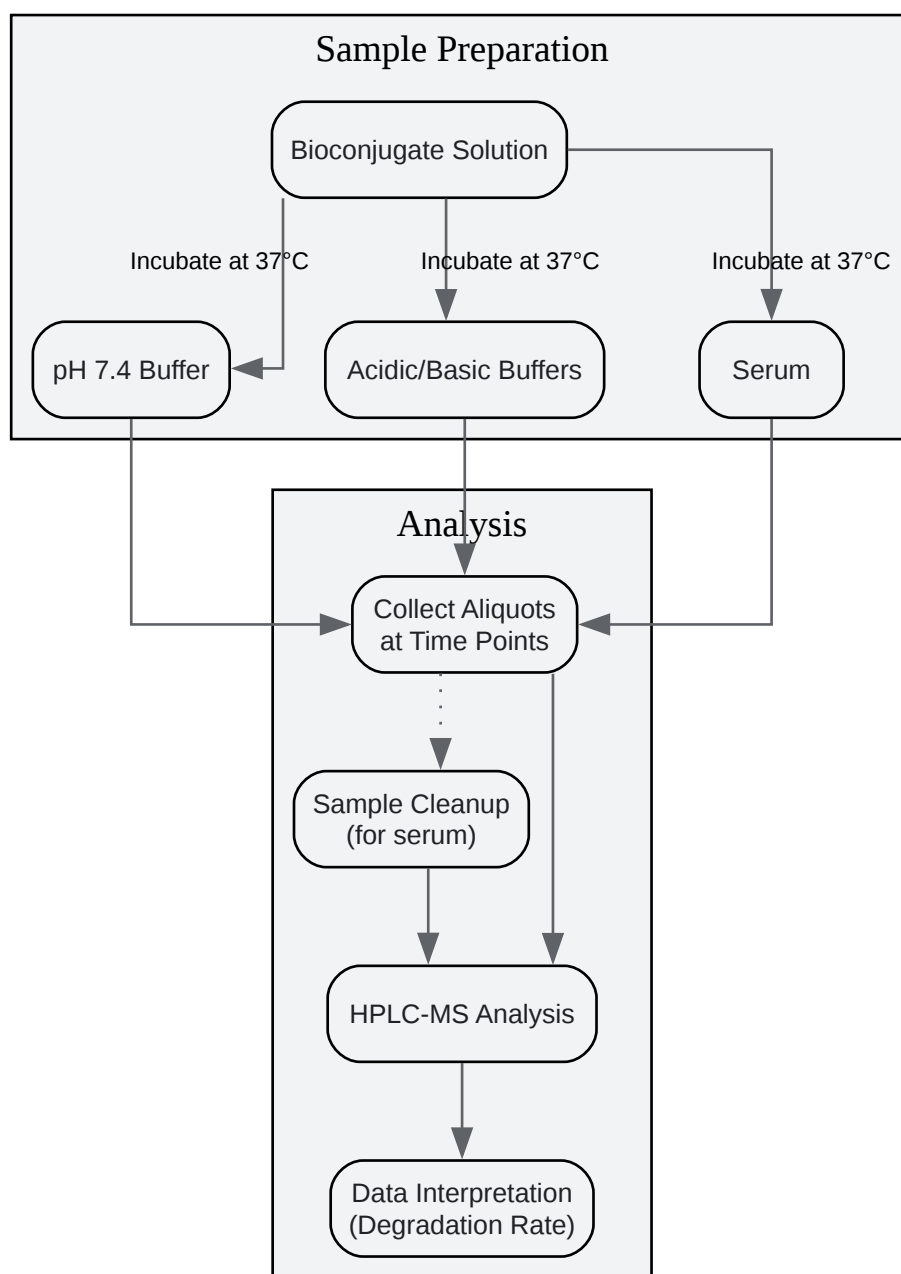 Sample Preparation
Bioconjugate Solution
Incubate at 37°C
Incubate at 37°C
Incubate at 37°C
pH 7.4 Buffer
Acidic/Basic Buffers
Serum
Analysis
Collect Aliquots
at Time Points
Sample Cleanup
(for serum)
HPLC-MS Analysis
Data Interpretation
(Degradation Rate)